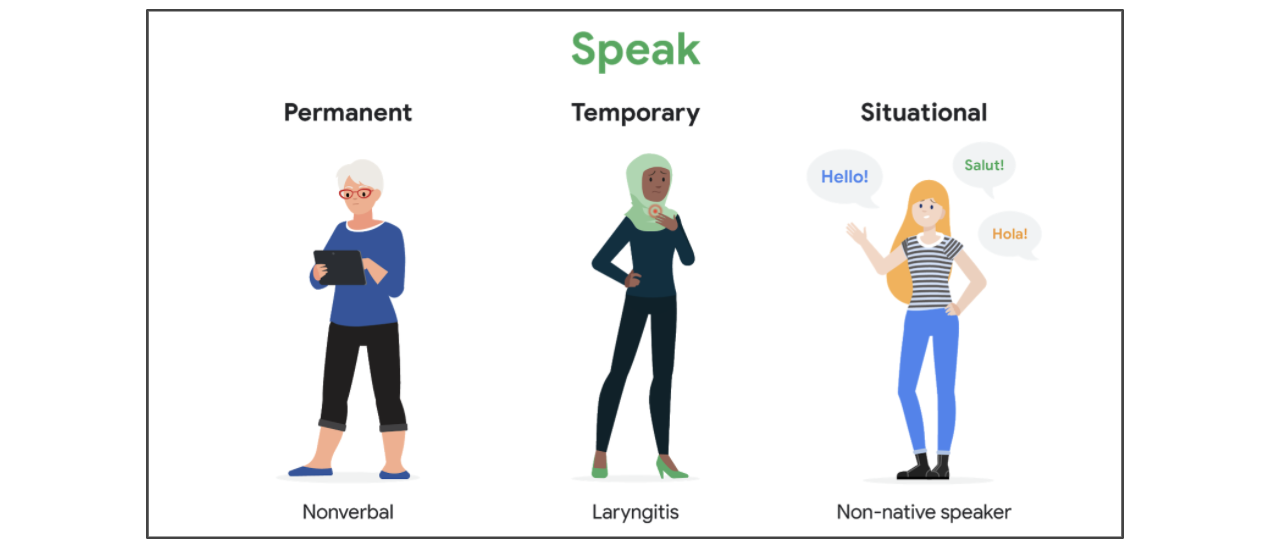 Speak
Permanent
Temporary
Situational
Hello!
Salut!
Hola!
Nonverbal
Laryngitis
Non-native speaker